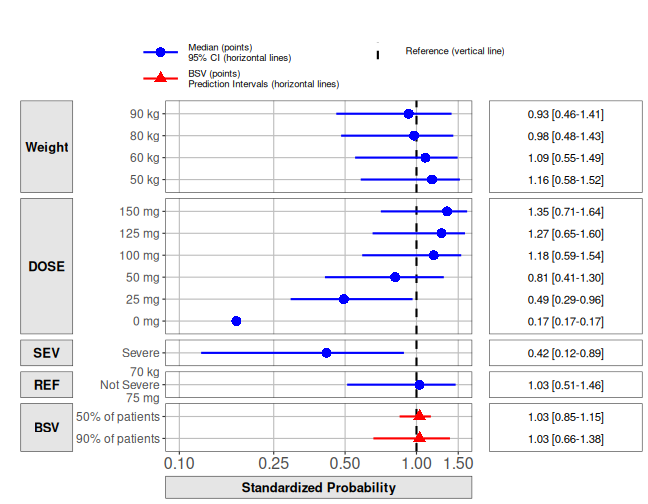 Median (points)
95% CI (horizontal lines)
Reference (vertical line)
BSV (points)
Prediction Intervals (horizontal lines)
Weight
90 kg
0.93 [0.46-1.41]
80 kg
0.98 [0.48-1.43]
60 kg
1.09 [0.55-1.49]
50 kg
1.16 [0.58-1.52]
DOSE
150 mg
1.35 [0.71-1.64]
125 mg
1.27 [0.65-1.60]
100 mg
1.18 [0.59-1.54]
50 mg
0.81 [0.41-1.30]
25 mg
0.49 [0.29-0.96]
0 mg
0.17 [0.17-0.17]
SEV
Severe
0.42 [0.12-0.89]
REF
70 kg
Not Severe
75 mg
1.03 [0.51-1.46]
BSV
50% of patients
1.03 [0.85-1.15]
90% of patients
1.03 [0.66-1.38]
0.10 0.25 0.50 1.00 1.50
Standardized Probability